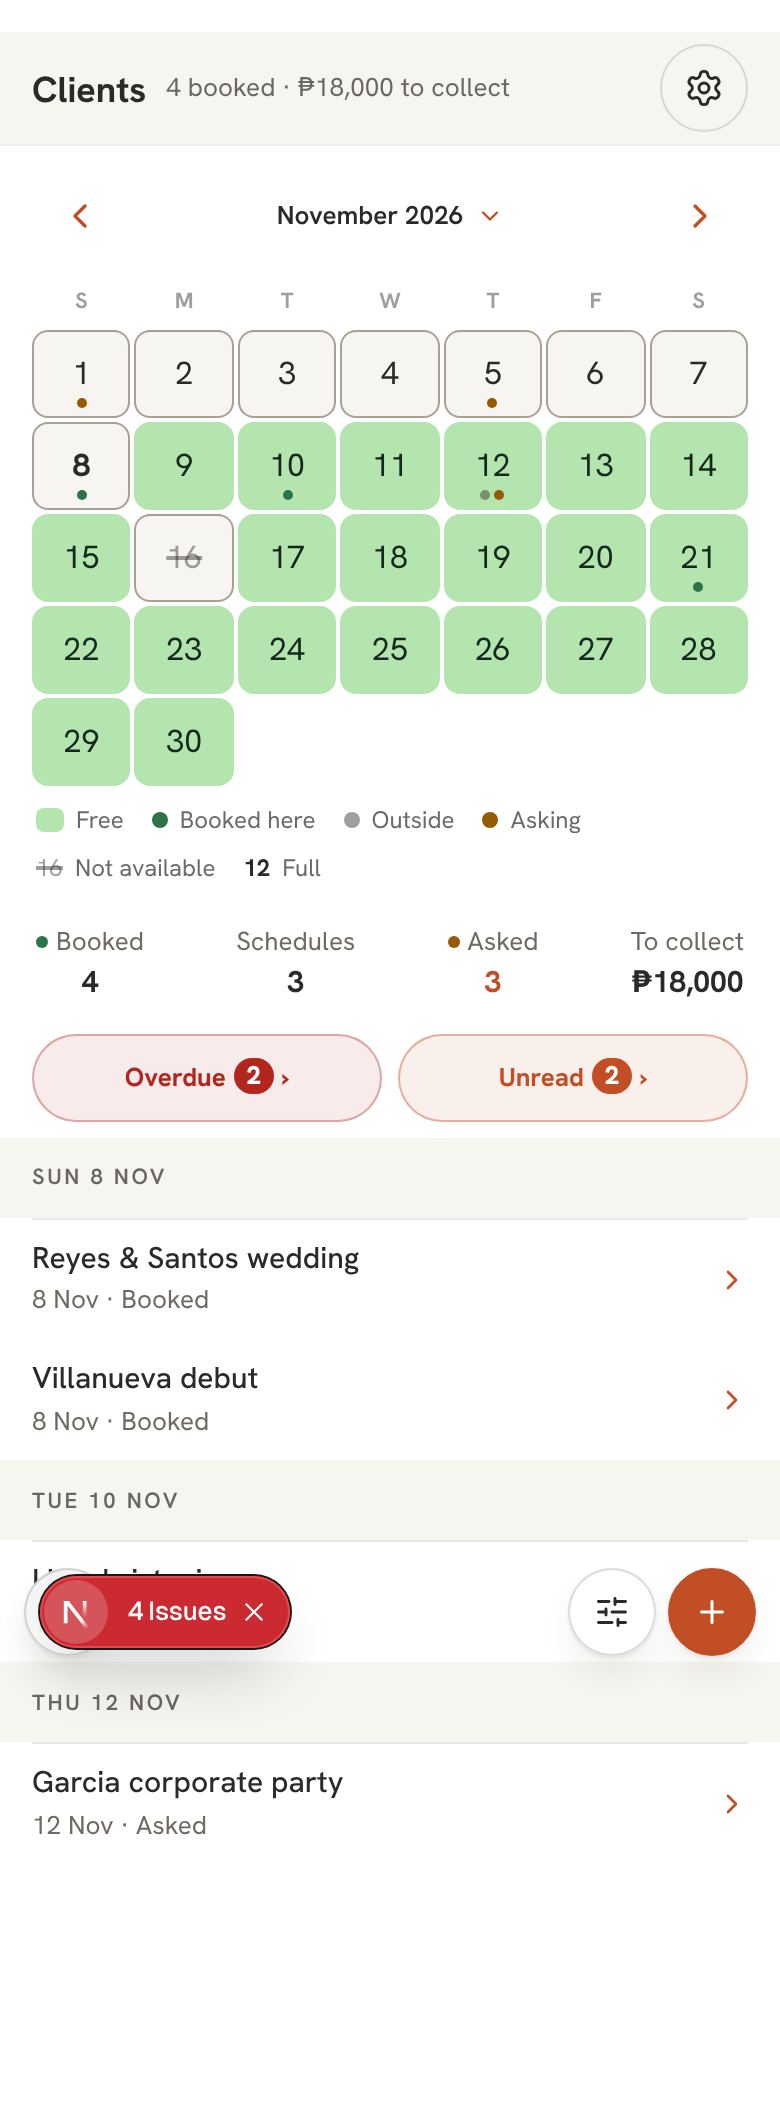 Clients 4 booked · ₱18,000 to collect
November 2026
S M T W T F S
1 2 3 4 5 6 7
8 9 10 11 12 13 14
15 16 17 18 19 20 21
22 23 24 25 26 27 28
29 30
Free Booked here Outside Asking
16 Not available 12 Full
Booked Schedules Asked To collect
4 3 3 ₱18,000
Overdue 2 › Unread 2 ›
SUN 8 NOV
Reyes & Santos wedding
8 Nov · Booked
Villanueva debut
8 Nov · Booked
TUE 10 NOV
N 4 Issues
THU 12 NOV
Garcia corporate party
12 Nov · Asked